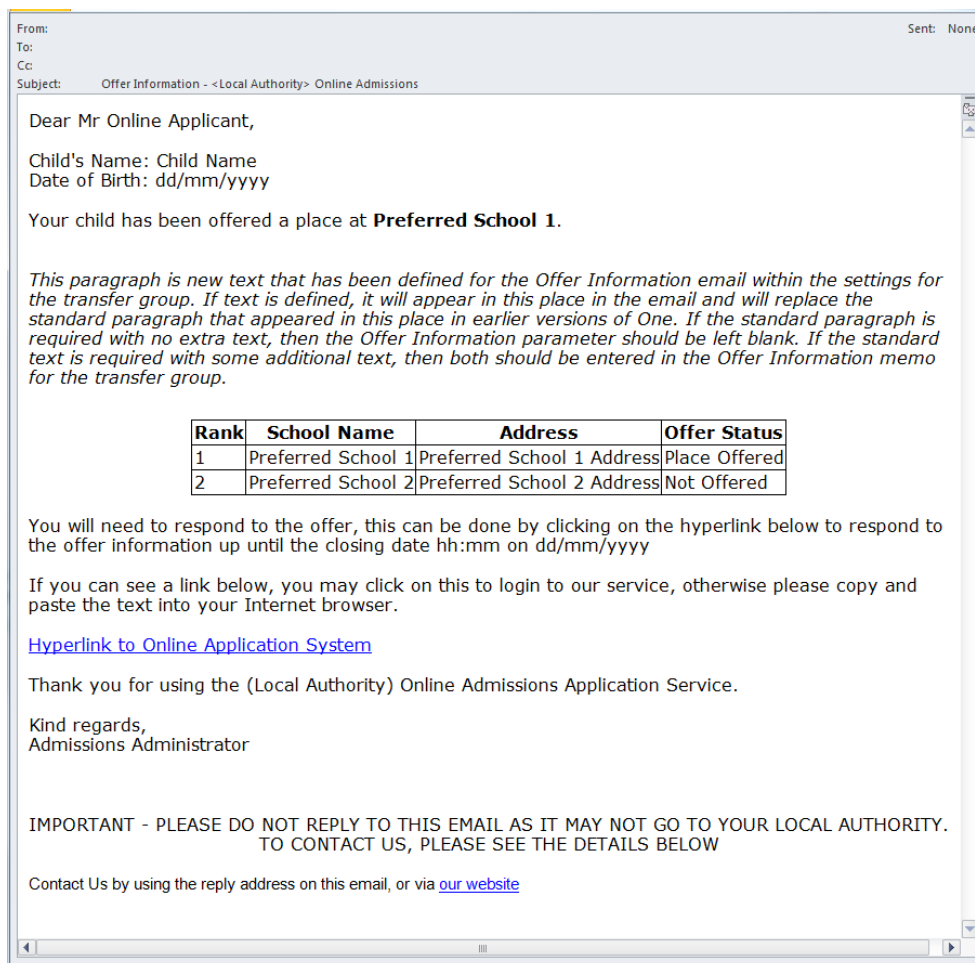 From:
Sent: None
To:
Cc:
Subject: Offer Information - <Local Authority> Online Admissions
Dear Mr Online Applicant,
Child's Name: Child Name
Date of Birth: dd/mm/yyyy
Your child has been offered a place at Preferred School 1.
This paragraph is new text that has been defined for the Offer Information email within the settings for
the transfer group. If text is defined, it will appear in this place in the email and will replace the
standard paragraph that appeared in this place in earlier versions of One. If the standard paragraph is
required with no extra text, then the Offer Information parameter should be left blank. If the standard
text is required with some additional text, then both should be entered in the Offer Information memo
for the transfer group.
Rank School Name Address Offer Status
1 Preferred School 1 Preferred School 1 Address Place Offered
2 Preferred School 2 Preferred School 2 Address Not Offered
You will need to respond to the offer, this can be done by clicking on the hyperlink below to respond to
the offer information up until the closing date hh:mm on dd/mm/yyyy
If you can see a link below, you may click on this to login to our service, otherwise please copy and
paste the text into your Internet browser.
Hyperlink to Online Application System
Thank you for using the (Local Authority) Online Admissions Application Service.
Kind regards,
Admissions Administrator
IMPORTANT - PLEASE DO NOT REPLY TO THIS EMAIL AS IT MAY NOT GO TO YOUR LOCAL AUTHORITY.
TO CONTACT US, PLEASE SEE THE DETAILS BELOW
Contact Us by using the reply address on this email, or via our website